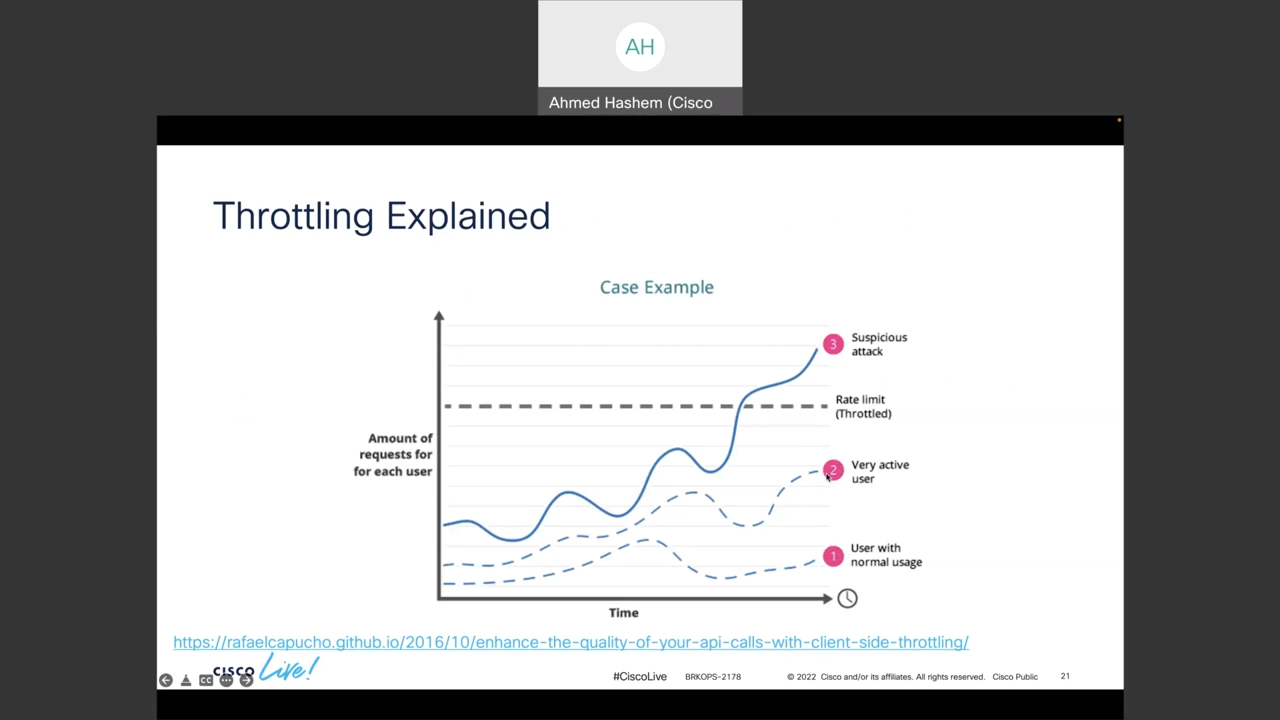 AH
Ahmed Hashem (Cisco
Throttling Explained
Case Example
3
Suspicious
attack
Rate limit
(Throttled)
Amount of
requests for
for each user
2
Very active
user
1
User with
normal usage
Time
https://rafaelcapucho.github.io/2016/10/enhance-the-quality-of-your-api-calls-with-client-side-throttling/
CISCO Live!
CC
#CiscoLive
BRKOPS-2178
© 2022 Cisco and/or its affiliates. All rights reserved. Cisco Public
21